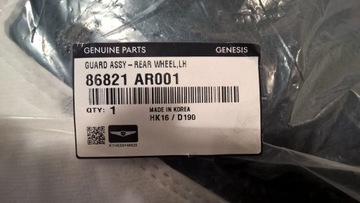 GENUINE PARTS GENESIS
GUARD ASSY-REAR WHEEL,LH
86821 AR001
QTY: 1
MADE IN KOREA
HK16 / D190